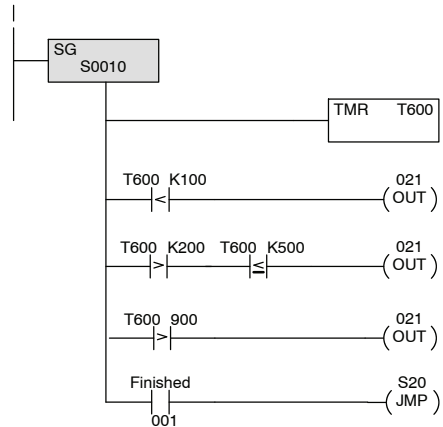 SG
S0010
TMR T600
T600 K100 021
< OUT
T600 K200 T600 K500 021
> ≤ OUT
T600 900 021
> OUT
Finished S20
JMP
001